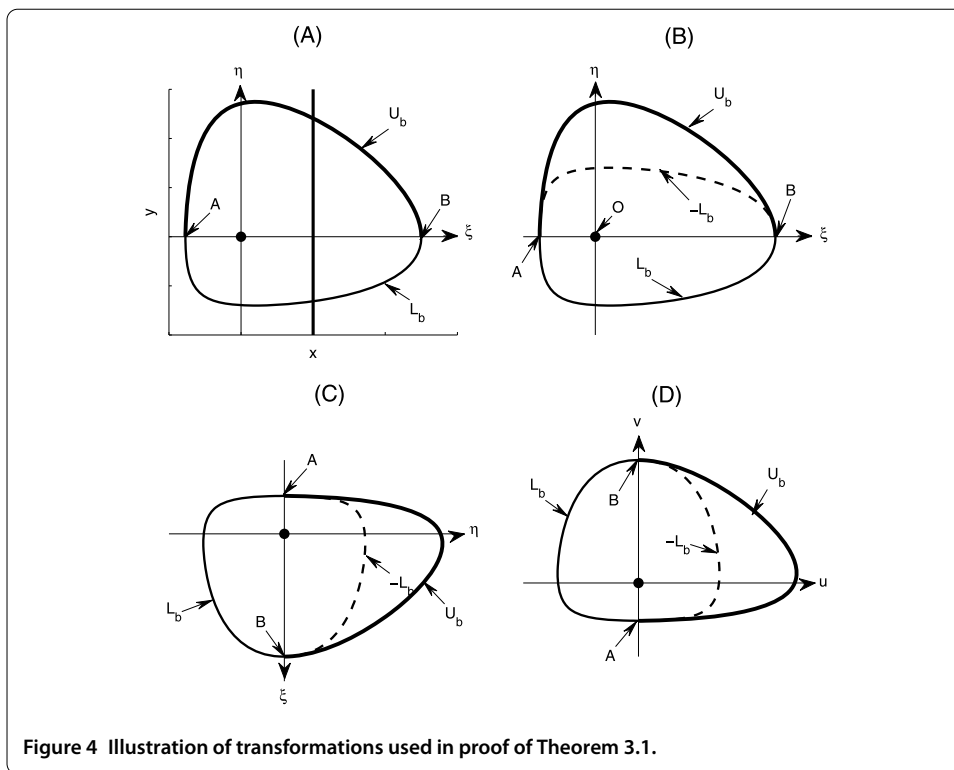 (A)
η
U_b
A
B
y
ξ
L_b
x
(B)
η
U_b
–L_b
B
O
ξ
A
L_b
(C)
A
η
–L_b
L_b
B
U_b
ξ
(D)
v
L_b
U_b
B
–L_b
u
A
Figure 4 Illustration of transformations used in proof of Theorem 3.1.